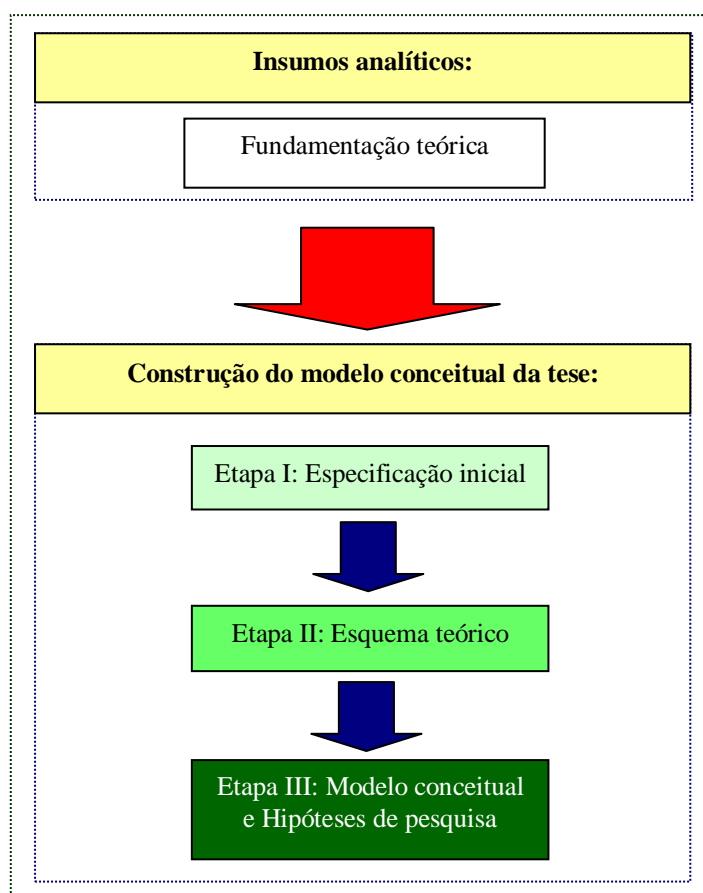 Insumos analíticos:
Fundamentação teórica
Construção do modelo conceitual da tese:
Etapa I: Especificação inicial
Etapa II: Esquema teórico
Etapa III: Modelo conceitual
e Hipóteses de pesquisa